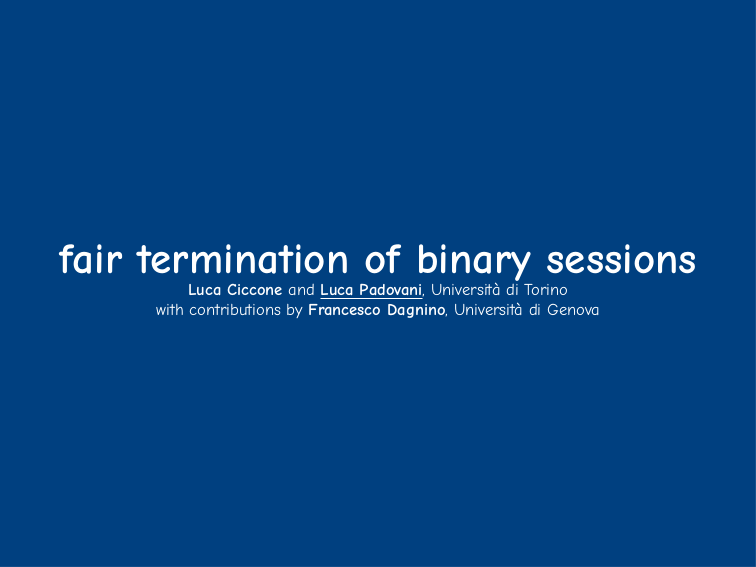 fair termination of binary sessions
Luca Ciccone and Luca Padovani, Università di Torino
with contributions by Francesco Dagnino, Università di Genova